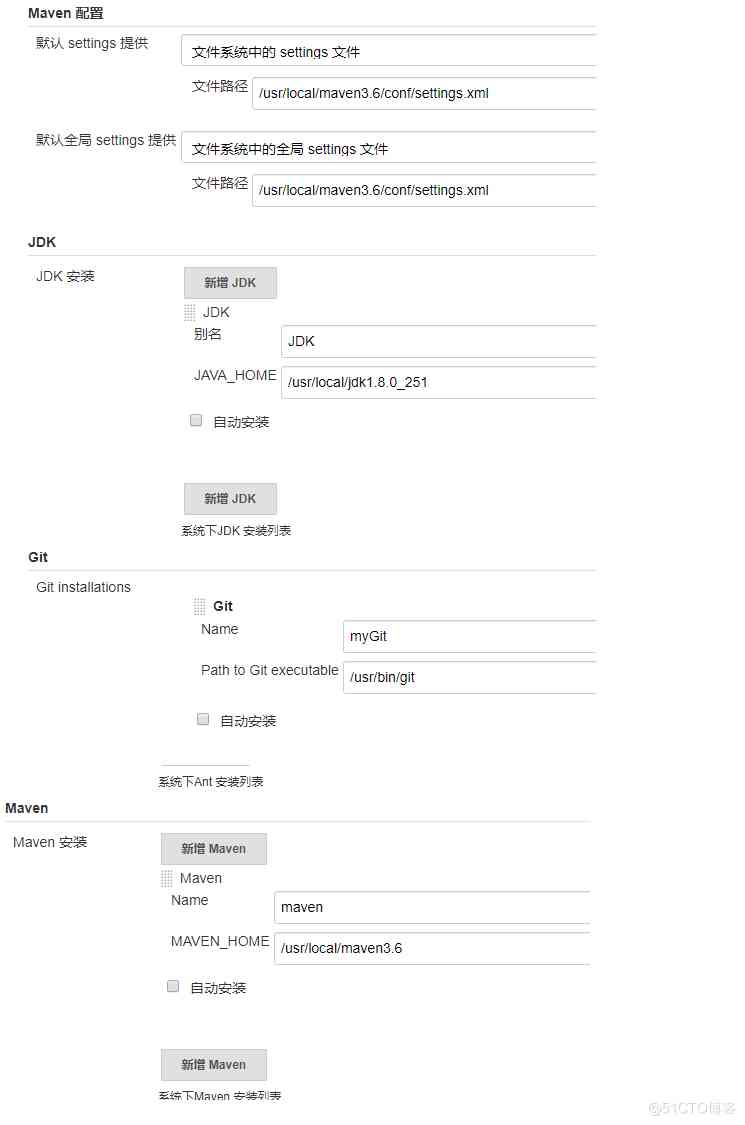 Maven 配置
默认 settings 提供
文件系统中的 settings 文件
文件路径 /usr/local/maven3.6/conf/settings.xml
默认全局 settings 提供
文件系统中的全局 settings 文件
文件路径 /usr/local/maven3.6/conf/settings.xml
JDK
JDK 安装
新增 JDK
JDK
别名
JDK
JAVA_HOME
/usr/local/jdk1.8.0_251
自动安装
新增 JDK
系统下JDK 安装列表
Git
Git installations
Git
Name
myGit
Path to Git executable
/usr/bin/git
自动安装
系统下Ant 安装列表
Maven
Maven 安装
新增 Maven
Maven
Name
maven
MAVEN_HOME
/usr/local/maven3.6
自动安装
新增 Maven
系统下Maven 安装列表
@51CTO博客